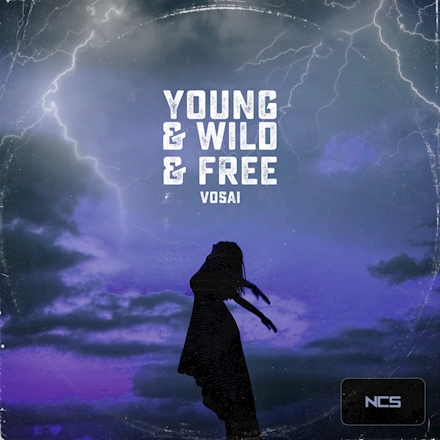 YOUNG
& WILD
& FREE
VOSAI
NCS